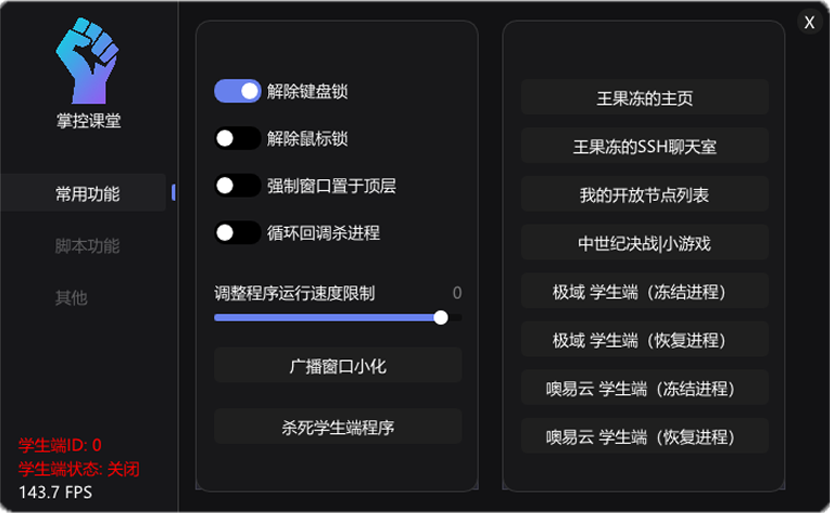 X
掌控课堂
常用功能
脚本功能
其他
学生端ID: 0
学生端状态: 关闭
143.7 FPS
解除键盘锁
解除鼠标锁
强制窗口置于顶层
循环回调杀进程
调整程序运行速度限制 0
广播窗口小化
杀死学生端程序
王果冻的主页
王果冻的SSH聊天室
我的开放节点列表
中世纪决战|小游戏
极域 学生端（冻结进程）
极域 学生端（恢复进程）
噢易云 学生端（冻结进程）
噢易云 学生端（恢复进程）